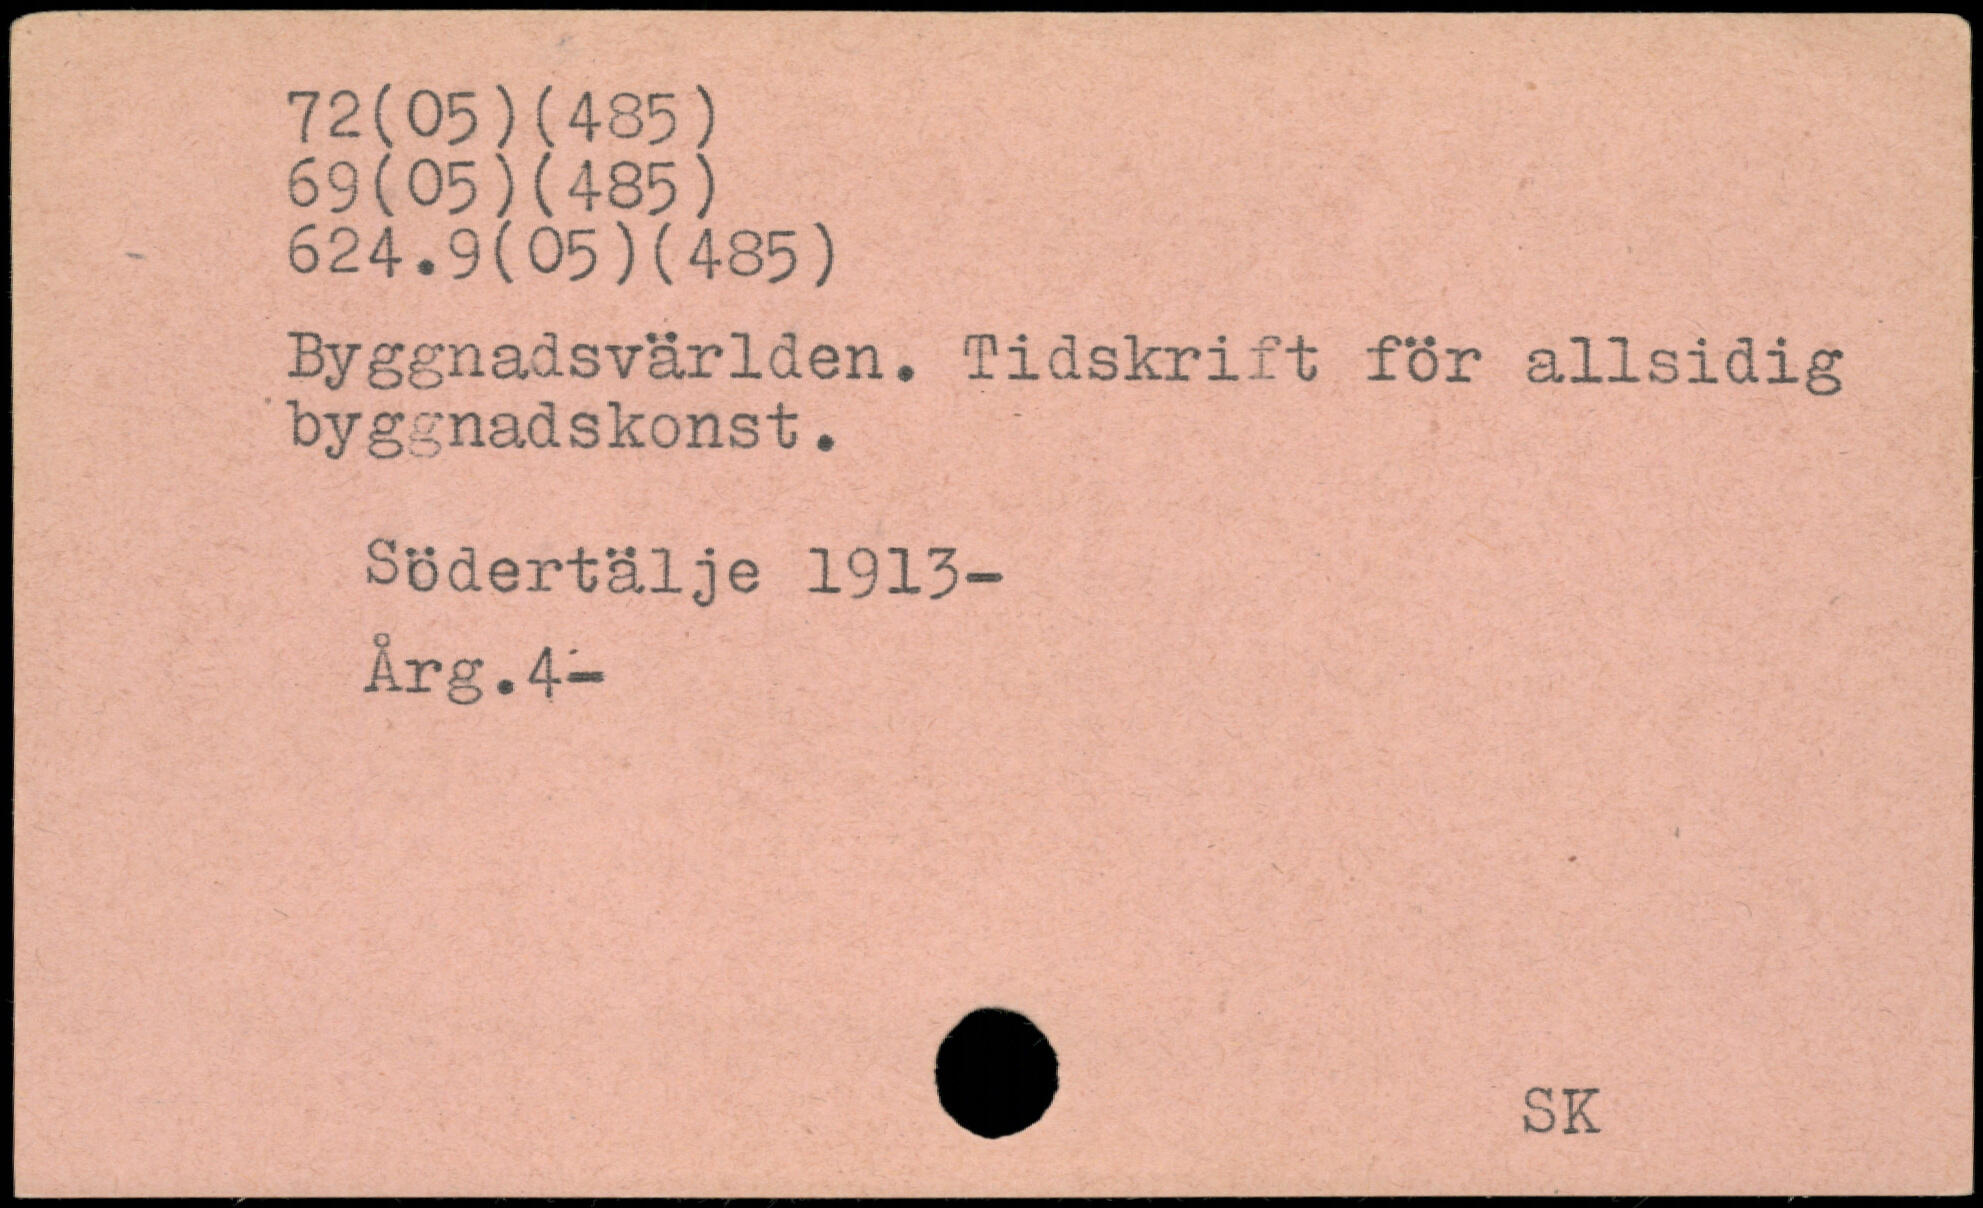 72(05)(485)
69(05)(485)
624.9(05)(485)
Byggnadsvärlden. Tidskrift för allsidig
byggnadskonst.
Södertälje 1913-
Årg.4-
SK